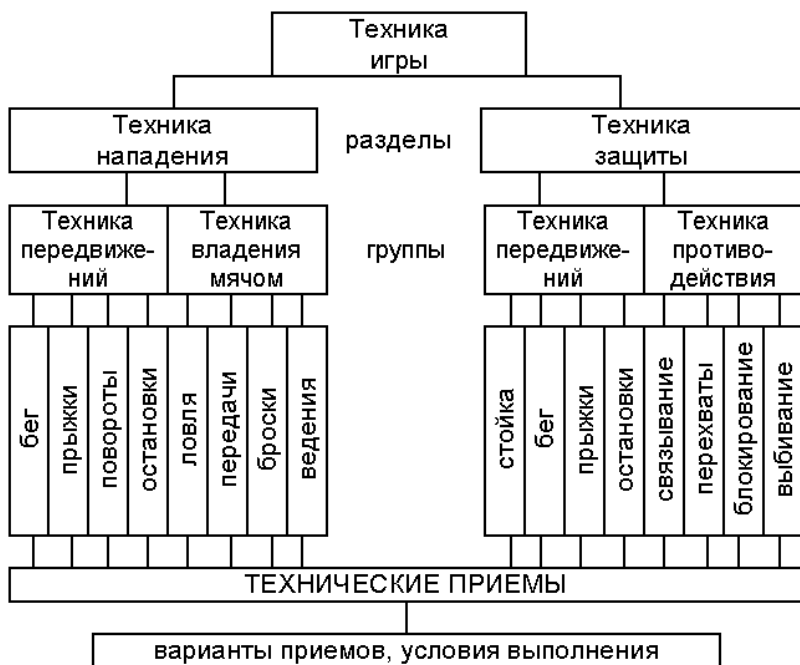 Техника
игры
Техника
нападения
разделы
Техника
защиты
Техника
передвиже-
ний
Техника
владения
мячом
группы
Техника
передвиже-
ний
Техника
противо-
действия
бег
прыжки
повороты
остановки
ловля
передачи
броски
ведения
стойка
бег
прыжки
остановки
связывание
перехваты
блокирование
выбивание
ТЕХНИЧЕСКИЕ ПРИЕМЫ
варианты приемов, условия выполнения